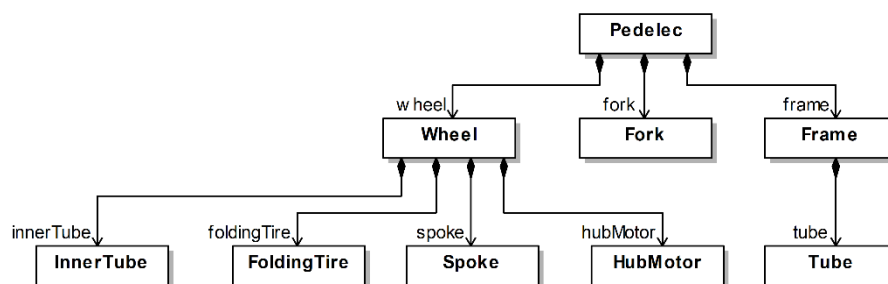 Pedelec
wheel
fork
frame
Wheel
Fork
Frame
innerTube
foldingTire
spoke
hubMotor
tube
InnerTube
FoldingTire
Spoke
HubMotor
Tube